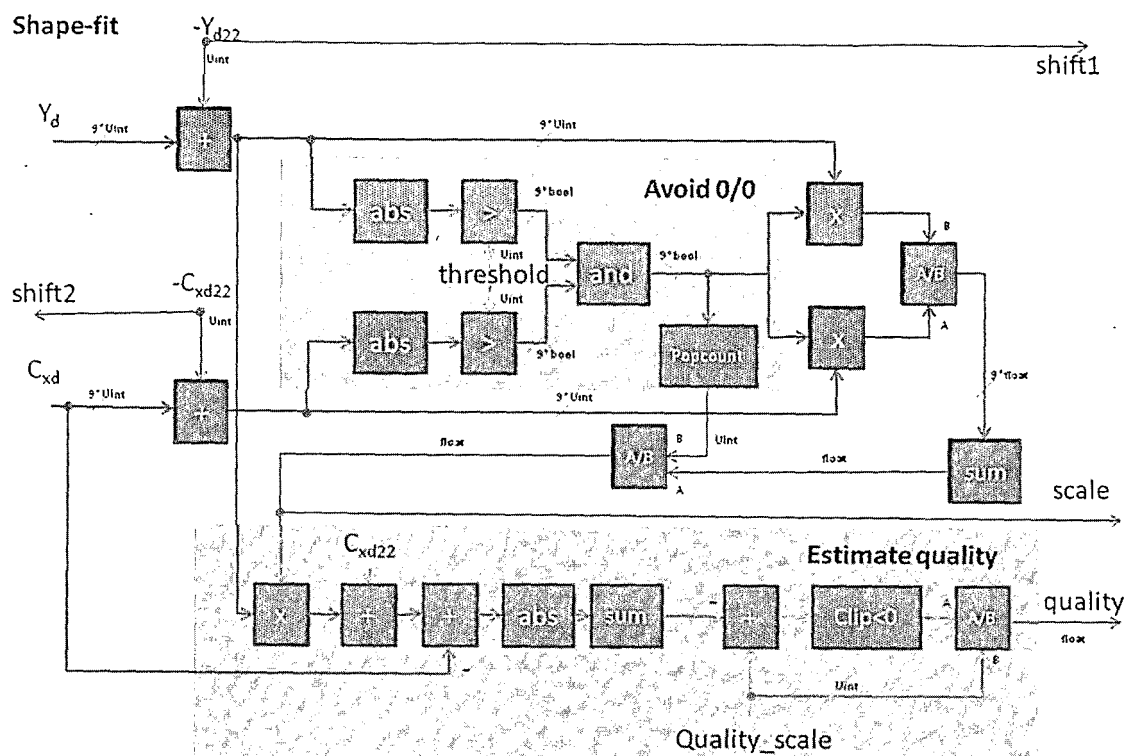 Shape-fit
-Yd22
Uint
shift1
Yd
9*Uint
+
9*Uint
Avoid 0/0
abs
>
9*bool
x
B
Uint
threshold
and
9*bool
A/B
shift2
-Cxd22
Uint
Uint
abs
>
9*bool
Popcount
x
A
Cxd
9*Uint
+
9*Uint
9*float
float
A/B
B
Uint
A
float
sum
scale
Cxd22
Estimate quality
x
+
+
-
abs
sum
-
+
Clip<0
A
A/B
B
quality
float
Uint
Quality_scale